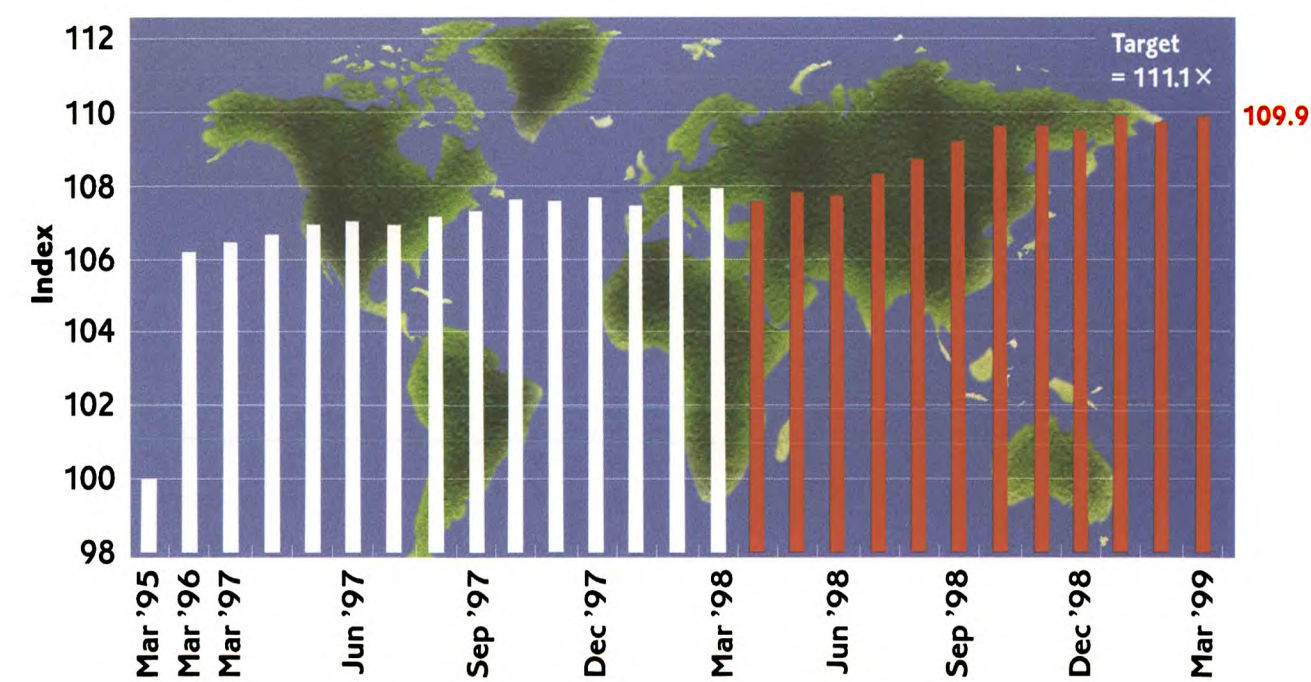 112
110
108
106
104
102
100
98
Index
Target
= 111.1×
109.9
Mar ’95
Mar ’96
Mar ’97
Jun ’97
Sep ’97
Dec ’97
Mar ’98
Jun ’98
Sep ’98
Dec ’98
Mar ’99